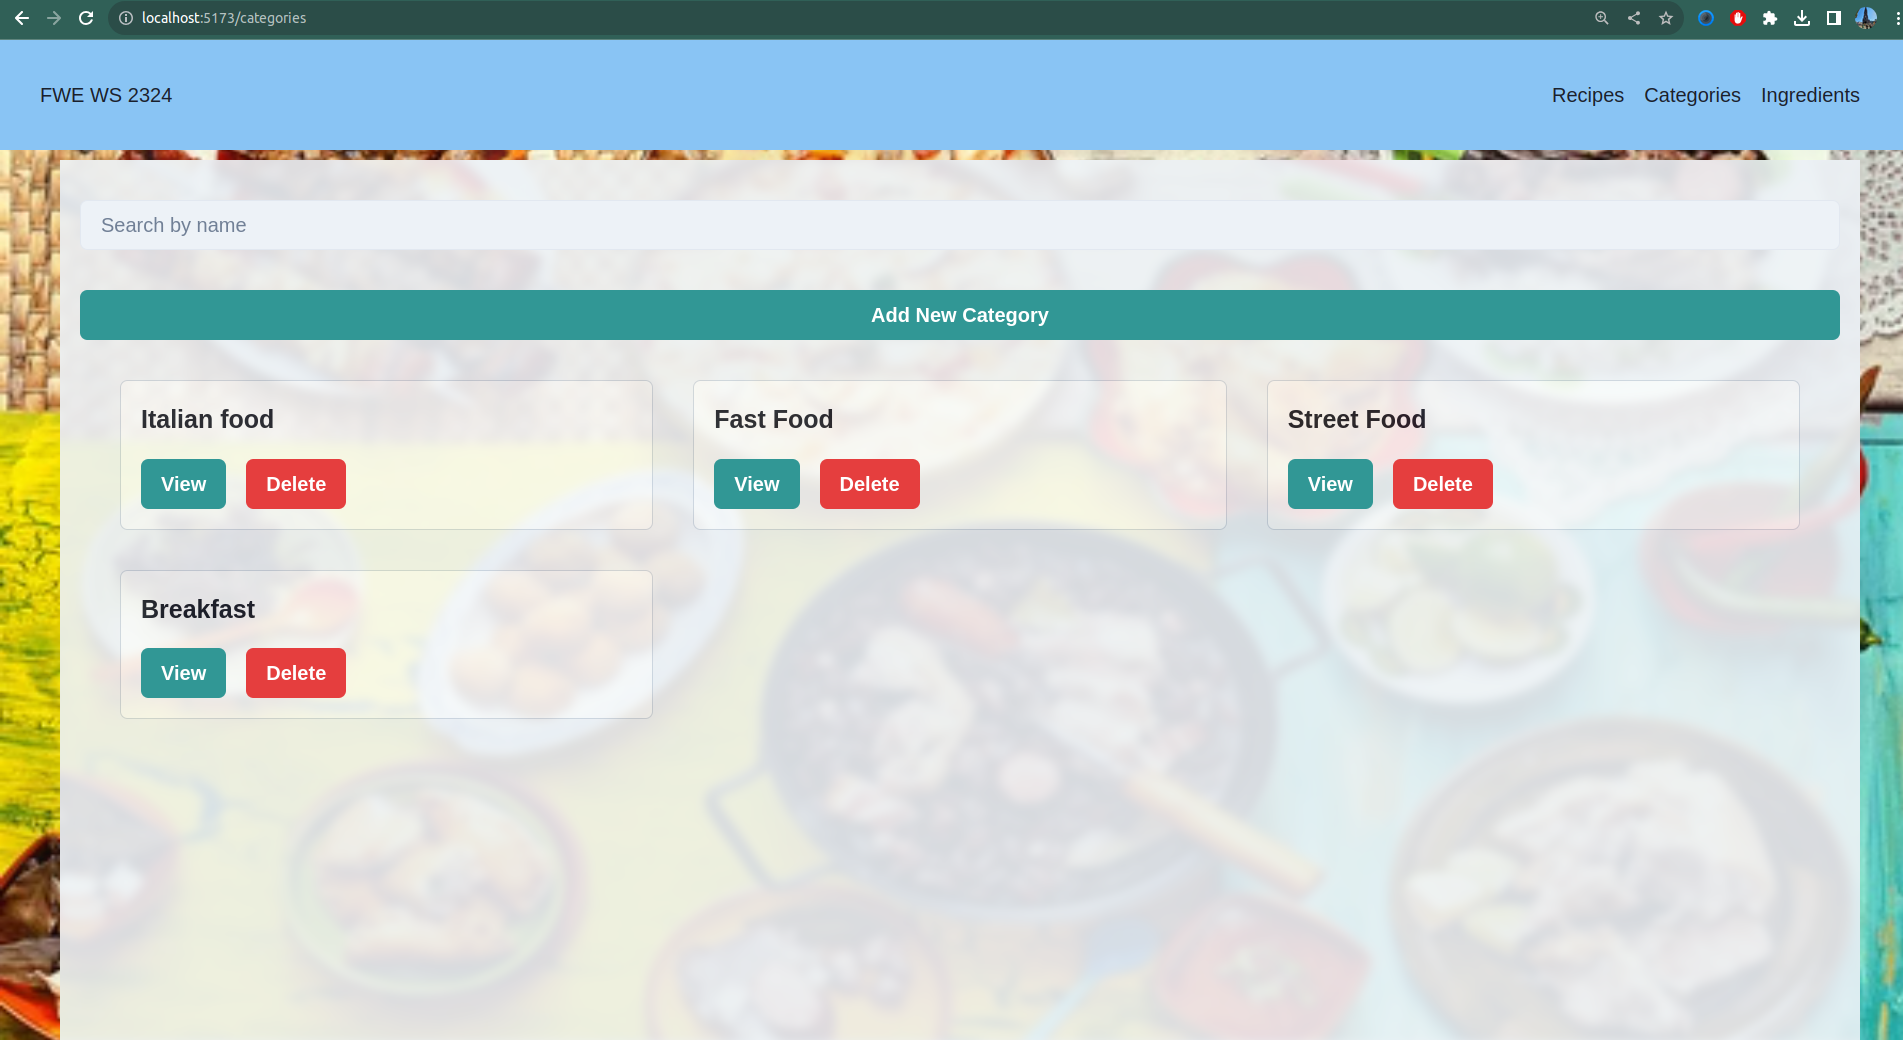 localhost:5173/categories
FWE WS 2324
Recipes Categories Ingredients
Search by name
Add New Category
Italian food
View Delete
Fast Food
View Delete
Street Food
View Delete
Breakfast
View Delete